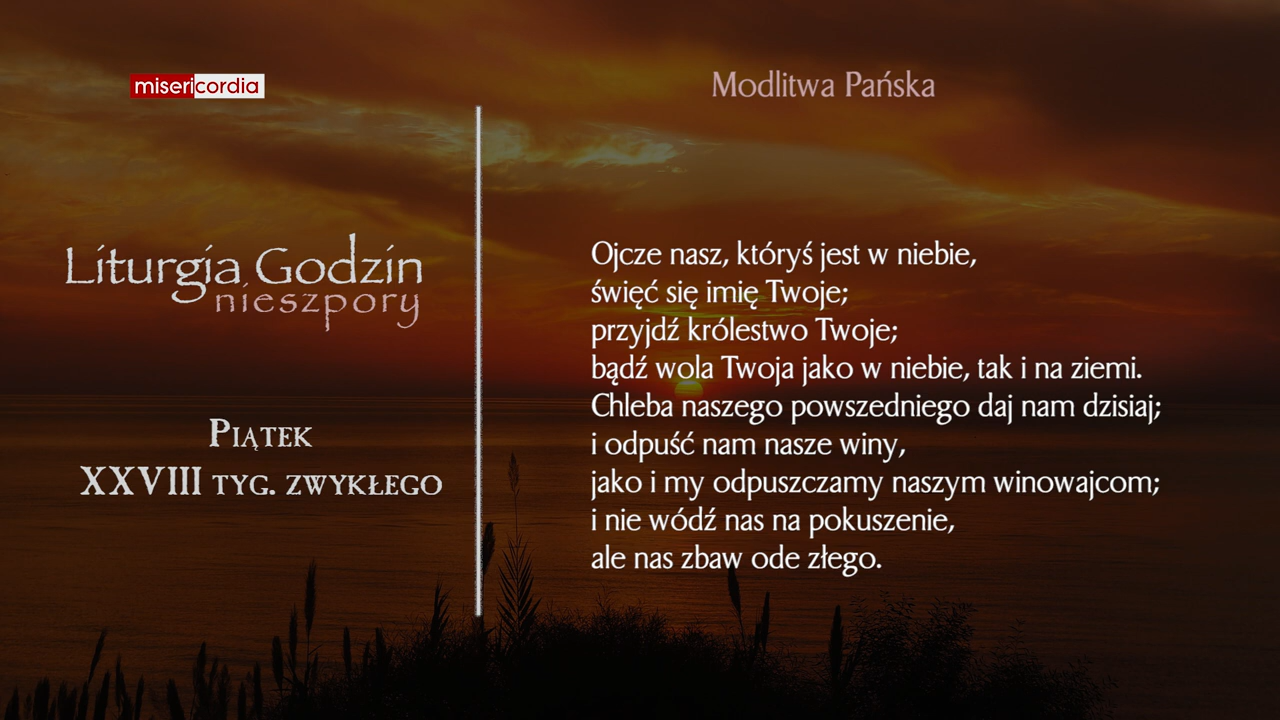 misericordia
Liturgia Godzin
nieszpory
Piątek
XXVIII tyg. zwykłego
Modlitwa Pańska
Ojcze nasz, któryś jest w niebie,
święć się imię Twoje;
przyjdź królestwo Twoje;
bądź wola Twoja jako w niebie, tak i na ziemi.
Chleba naszego powszedniego daj nam dzisiaj;
i odpuść nam nasze winy,
jako i my odpuszczamy naszym winowajcom;
i nie wódź nas na pokuszenie,
ale nas zbaw ode złego.